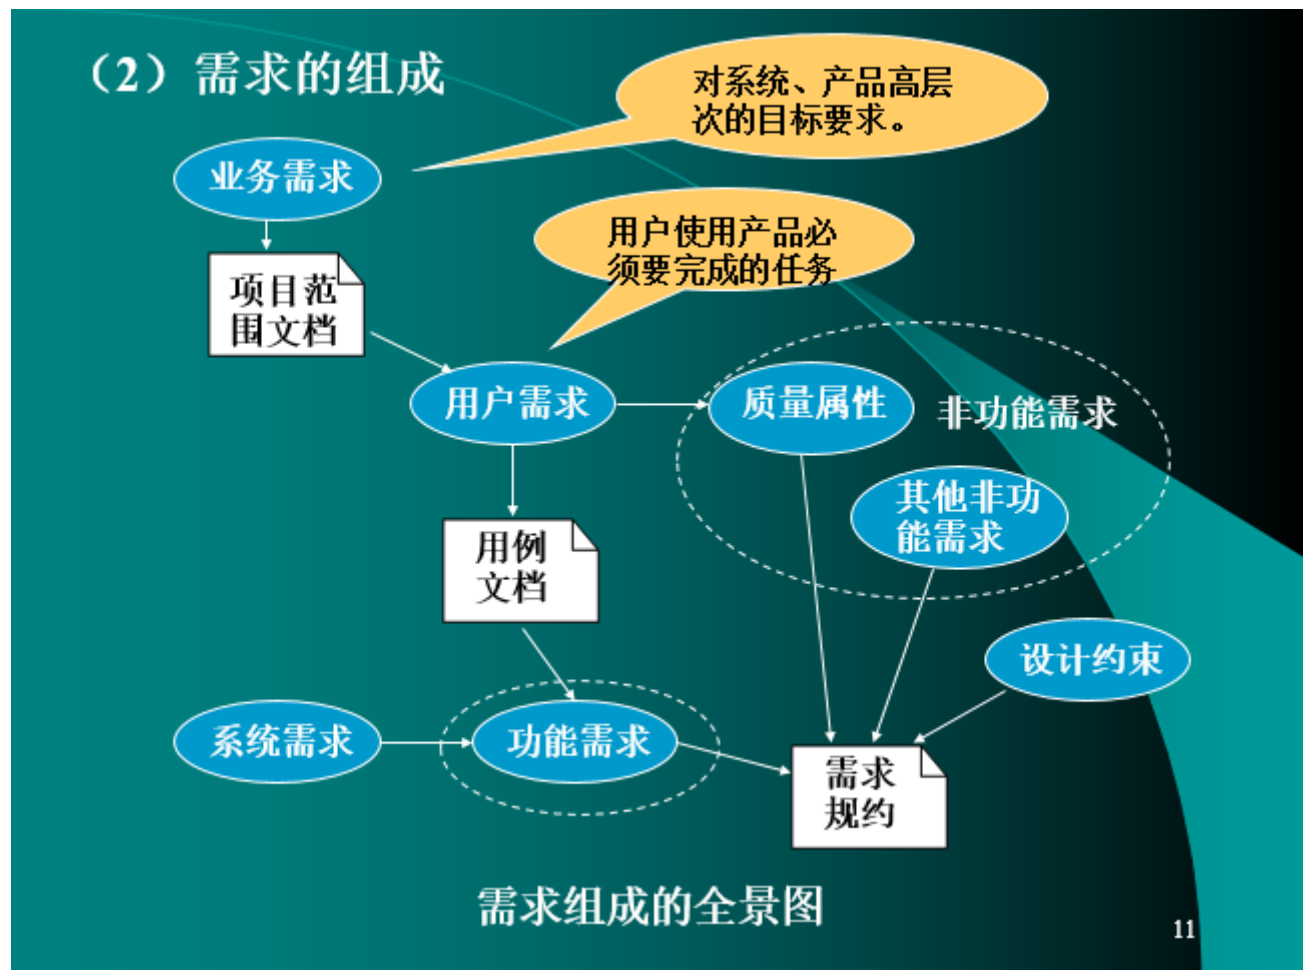 （2）需求的组成
对系统、产品高层
次的目标要求。
业务需求
用户使用产品必
须要完成的任务
项目范
围文档
用户需求
质量属性
非功能需求
其他非功
能需求
用例
文档
设计约束
系统需求
功能需求
需求
规约
需求组成的全景图
11